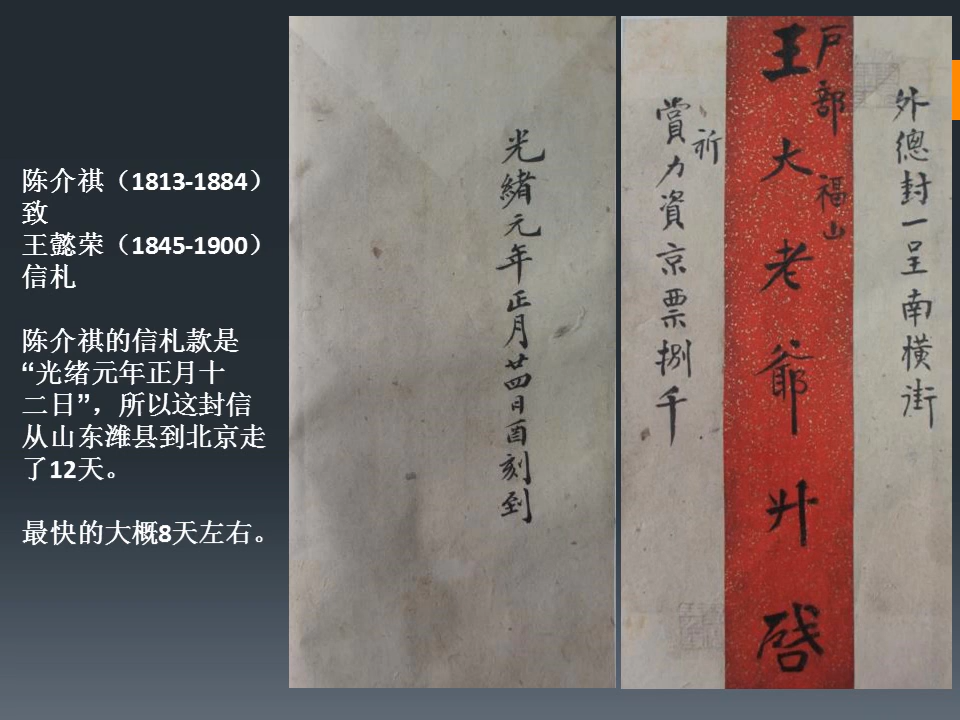 陈介祺（1813-1884）
致
王懿荣（1845-1900）
信札
陈介祺的信札款是
“光绪元年正月十
二日”，所以这封信
从山东潍县到北京走
了12天。
最快的大概8天左右。
光緒元年正月廿四日酉刻到
外總封一呈南橫街
戶部 福山
王大老爺升啟
祈
賞力資京票捌千